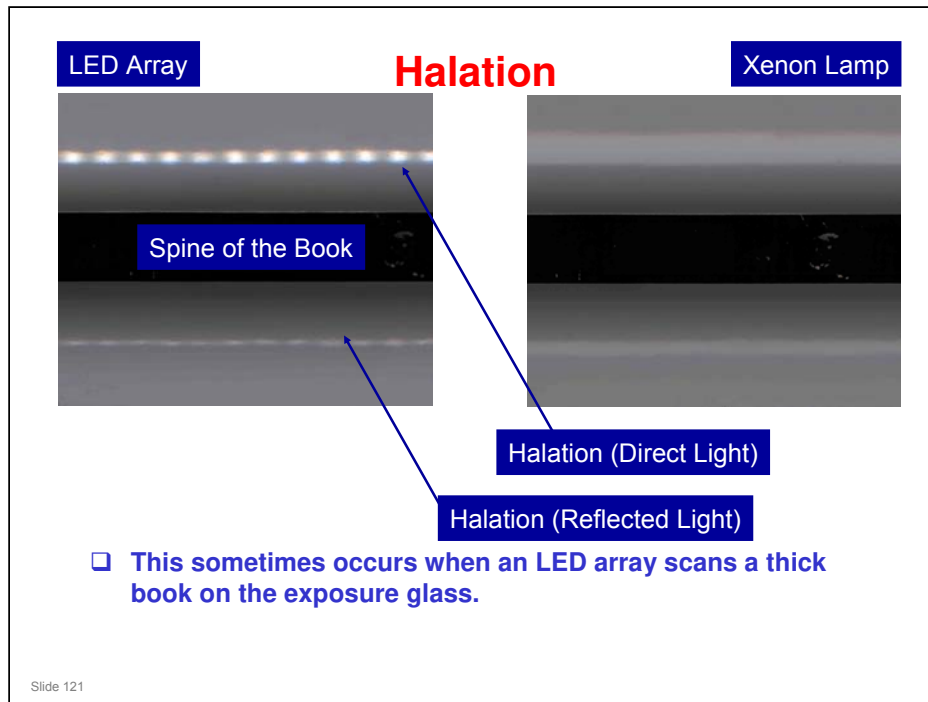 LED Array
Halation
Xenon Lamp
Spine of the Book
Halation (Direct Light)
Halation (Reflected Light)
❑ This sometimes occurs when an LED array scans a thick
book on the exposure glass.
Slide 121